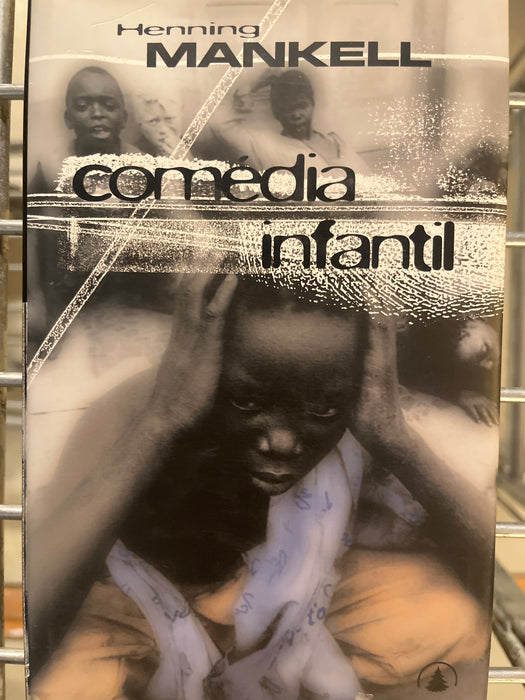 Henning
MANKELL
comédia
infantil